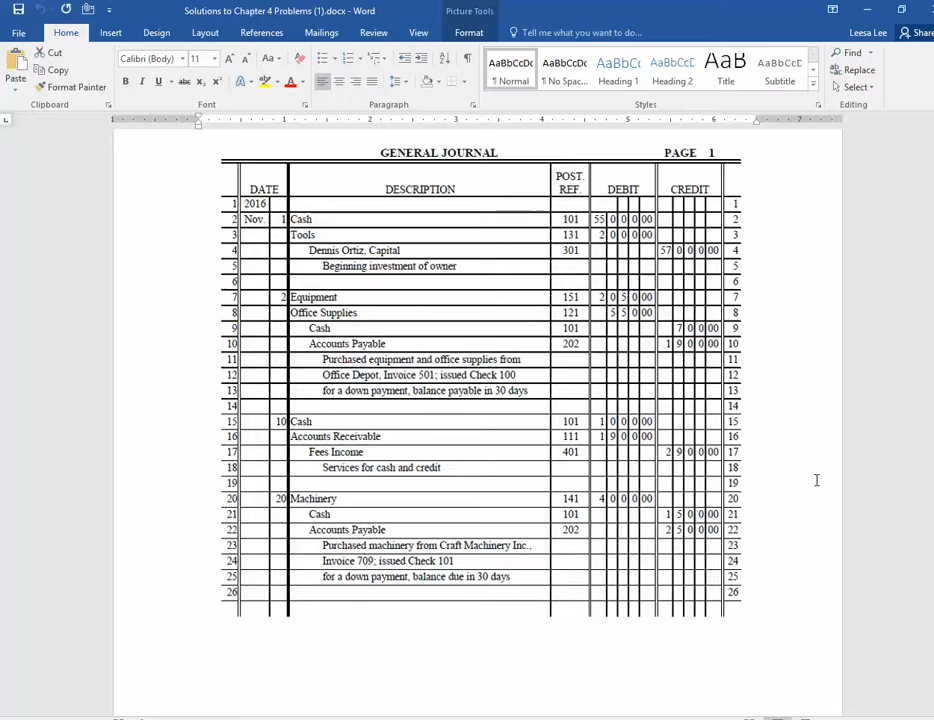 Solutions to Chapter 4 Problems (1).docx - Word
Picture Tools
Leesa Lee
File Home Insert Design Layout References Mailings Review View Format Tell me what you want to do... Share
Paste
Cut
Copy
Format Painter
Calibri (Body) 11 A A Aa
B I U abc X₂ X² A A
AaBbCcDc AaBbCcDc AaBbCc AaBbCcD AaB AaBbCcD
¶ Normal ¶ No Spac... Heading 1 Heading 2 Title Subtitle
Find
Replace
Select
Clipboard Font Paragraph Styles Editing
1 1 2 3 4 5 6 7
GENERAL JOURNAL PAGE 1
DATE DESCRIPTION POST. REF. DEBIT CREDIT
1 2016 1
2 Nov. 1 Cash 101 55 0 0 0 00 2
3 Tools 131 2 0 0 0 00 3
4 Dennis Ortiz, Capital 301 57 0 0 0 00 4
5 Beginning investment of owner 5
6 6
7 2 Equipment 151 2 0 5 0 00 7
8 Office Supplies 121 5 5 0 00 8
9 Cash 101 7 0 0 00 9
10 Accounts Payable 202 1 9 0 0 00 10
11 Purchased equipment and office supplies from 11
12 Office Depot, Invoice 501; issued Check 100 12
13 for a down payment, balance payable in 30 days 13
14 14
15 10 Cash 101 1 0 0 0 00 15
16 Accounts Receivable 111 1 9 0 0 00 16
17 Fees Income 401 2 9 0 0 00 17
18 Services for cash and credit 18
19 19
20 20 Machinery 141 4 0 0 0 00 20
21 Cash 101 1 5 0 0 00 21
22 Accounts Payable 202 2 5 0 0 00 22
23 Purchased machinery from Craft Machinery Inc., 23
24 Invoice 709; issued Check 101 24
25 for a down payment, balance due in 30 days 25
26 26